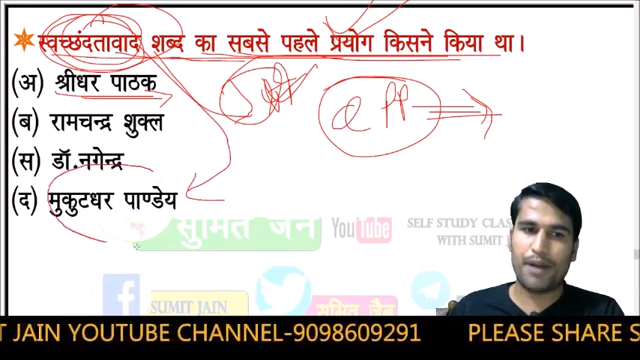 स्वच्छंदतावाद शब्द का सबसे पहले प्रयोग किसने किया था।
(अ) श्रीधर पाठक
(ब) रामचन्द्र शुक्ल
(स) डॉ.नगेन्द्र
(द) मुकुटधर पाण्डेय
सुमित जैन
YouTube
SELF STUDY CLAS
WITH SUMIT J
SUMIT JAIN
सुमित जैन
T JAIN YOUTUBE CHANNEL-9098609291 PLEASE SHARE S